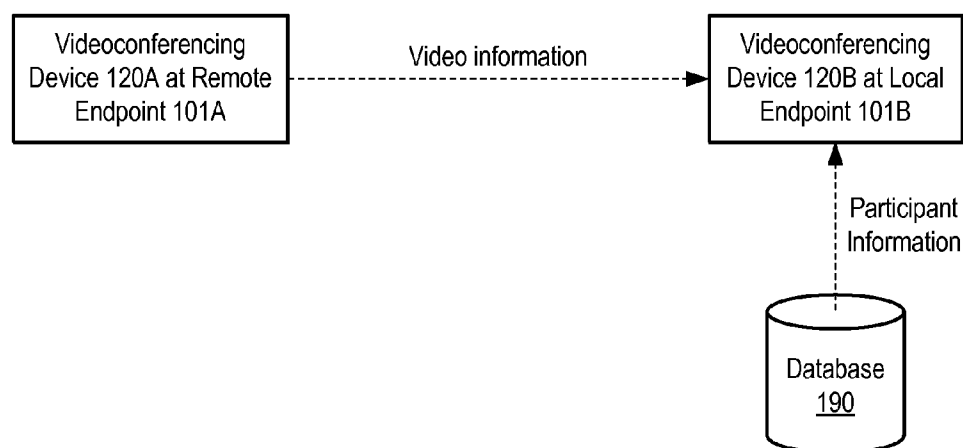 Videoconferencing
Device 120A at Remote
Endpoint 101A
Video information
Videoconferencing
Device 120B at Local
Endpoint 101B
Participant
Information
Database
190